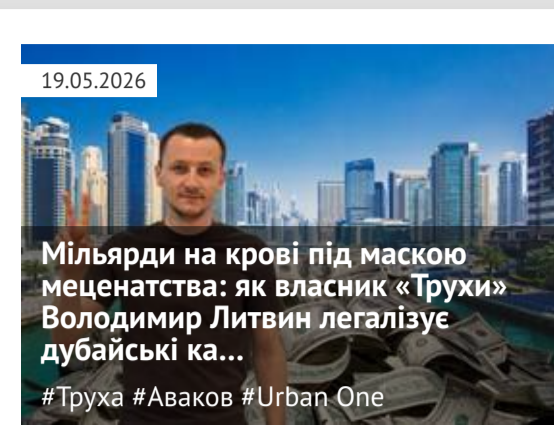 19.05.2026
Мільярди на крові під маскою
меценатства: як власник «Трухи»
Володимир Литвин легалізує
дубайські ка...
#Труха #Аваков #Urban One